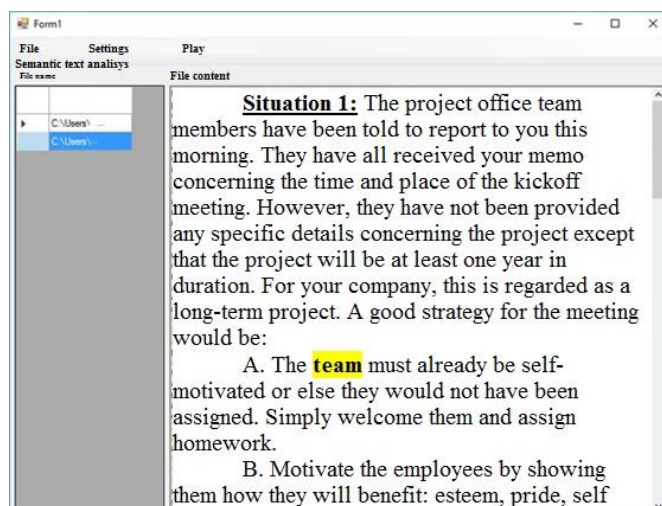 Form1
File Settings Play
Semantic text analisys
File name
File content
C:\Users\ ...
C:\Users\...
Situation 1: The project office team
members have been told to report to you this
morning. They have all received your memo
concerning the time and place of the kickoff
meeting. However, they have not been provided
any specific details concerning the project except
that the project will be at least one year in
duration. For your company, this is regarded as a
long-term project. A good strategy for the meeting
would be:
A. The team must already be self-
motivated or else they would not have been
assigned. Simply welcome them and assign
homework.
B. Motivate the employees by showing
them how they will benefit: esteem, pride, self